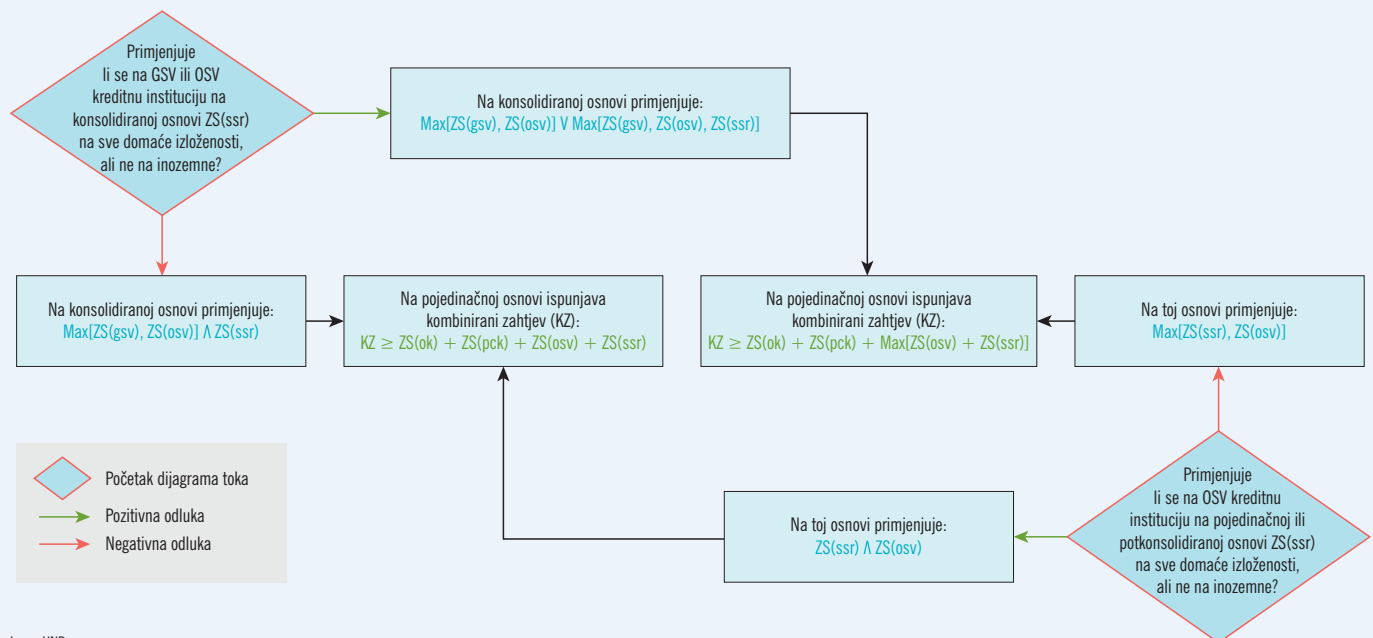 Primjenjuje
li se na GSV ili OSV
kreditnu instituciju na
konsolidiranoj osnovi ZS(ssr)
na sve domaće izloženosti,
ali ne na inozemne?
Na konsolidiranoj osnovi primjenjuje:
Max[ZS(gsv), ZS(osv)] V Max[ZS(gsv), ZS(osv), ZS(ssr)]
Na konsolidiranoj osnovi primjenjuje:
Max[ZS(gsv), ZS(osv)] Λ ZS(ssr)
Na pojedinačnoj osnovi ispunjava
kombinirani zahtjev (KZ):
KZ ≥ ZS(ok) + ZS(pck) + ZS(osv) + ZS(ssr)
Na pojedinačnoj osnovi ispunjava
kombinirani zahtjev (KZ):
KZ ≥ ZS(ok) + ZS(pck) + Max[ZS(osv) + ZS(ssr)]
Na toj osnovi primjenjuje:
Max[ZS(ssr), ZS(osv)]
Početak dijagrama toka
Pozitivna odluka
Negativna odluka
Na toj osnovi primjenjuje:
ZS(ssr) Λ ZS(osv)
Primjenjuje
li se na OSV kreditnu
instituciju na pojedinačnoj ili
potkonsolidiranoj osnovi ZS(ssr)
na sve domaće izloženosti,
ali ne na inozemne?